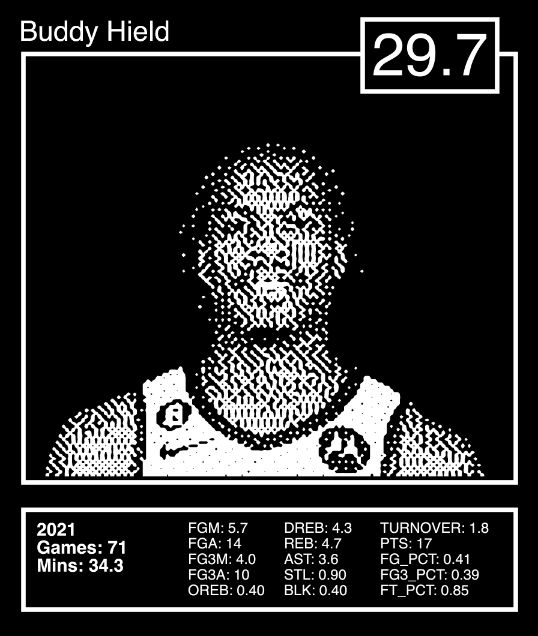 Buddy Hield
29.7
2021
Games: 71
Mins: 34.3
FGM: 5.7
FGA: 14
FG3M: 4.0
FG3A: 10
OREB: 0.40
DREB: 4.3
REB: 4.7
AST: 3.6
STL: 0.90
BLK: 0.40
TURNOVER: 1.8
PTS: 17
FG_PCT: 0.41
FG3_PCT: 0.39
FT_PCT: 0.85